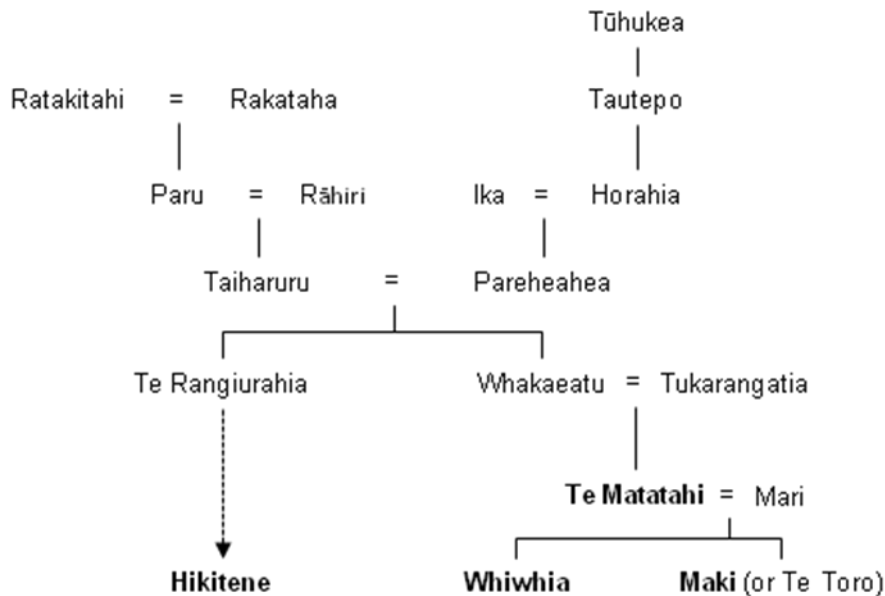 Tūhukea
Ratakitahi = Rakataha Tautepo
Paru = Rāhiri Ika = Horahia
Taiharuru = Pareheahea
Te Rangiurahia Whakaeatu = Tukarangatia
Te Matatahi = Mari
Hikitene Whiwhia Maki (or Te Toro)